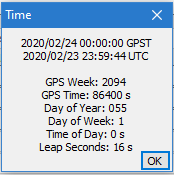 Time
2020/02/24 00:00:00 GPST
2020/02/23 23:59:44 UTC
GPS Week: 2094
GPS Time: 86400 s
Day of Year: 055
Day of Week: 1
Time of Day: 0 s
Leap Seconds: 16 s
OK